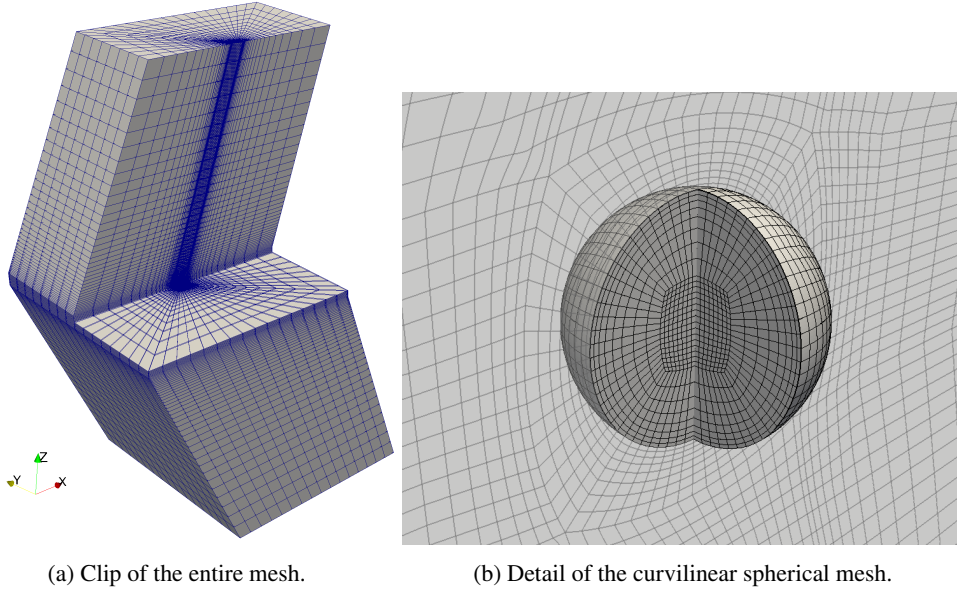 Z
Y
X
(a) Clip of the entire mesh.
(b) Detail of the curvilinear spherical mesh.